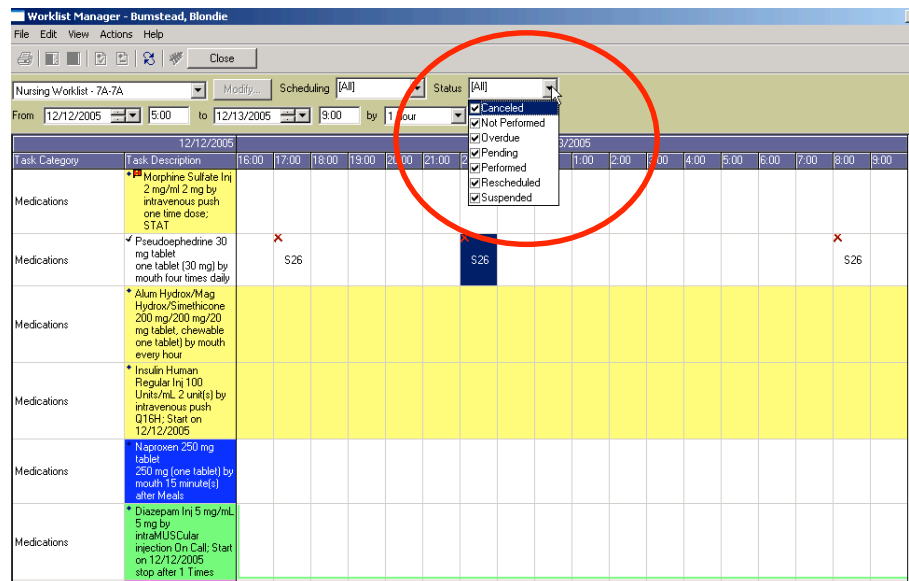 Worklist Manager - Bumstead, Blondie
File Edit View Actions Help
Close
Nursing Worklist - 7A-7A Modify... Scheduling [All] Status [All]
From 12/12/2005 5:00 to 12/13/2005 9:00 by 1 hour
Canceled
Not Performed
Overdue
Pending
Performed
Rescheduled
Suspended
12/12/2005 3/2005
Task Category Task Description 16:00 17:00 18:00 19:00 20:00 21:00 2 1:00 2:00 3:00 4:00 5:00 6:00 7:00 8:00 9:00
Medications
Morphine Sulfate Inj
2 mg/ml 2 mg by
intravenous push
one time dose;
STAT
Medications
Pseudoephedrine 30
mg tablet
one tablet (30 mg) by
mouth four times daily
S26 S26 S26
Medications
Alum Hydrox/Mag
Hydrox/Simethicone
200 mg/200 mg/20
mg tablet, chewable
one tablet) by mouth
every hour
Medications
Insulin Human
Regular Inj 100
Units/mL 2 unit(s) by
intravenous push
Q16H; Start on
12/12/2005
Medications
Naproxen 250 mg
tablet
250 mg (one tablet) by
mouth 15 minute(s)
after Meals
Medications
Diazepam Inj 5 mg/mL
5 mg by
intraMUSCular
injection On Call; Start
on 12/12/2005
stop after 1 Times